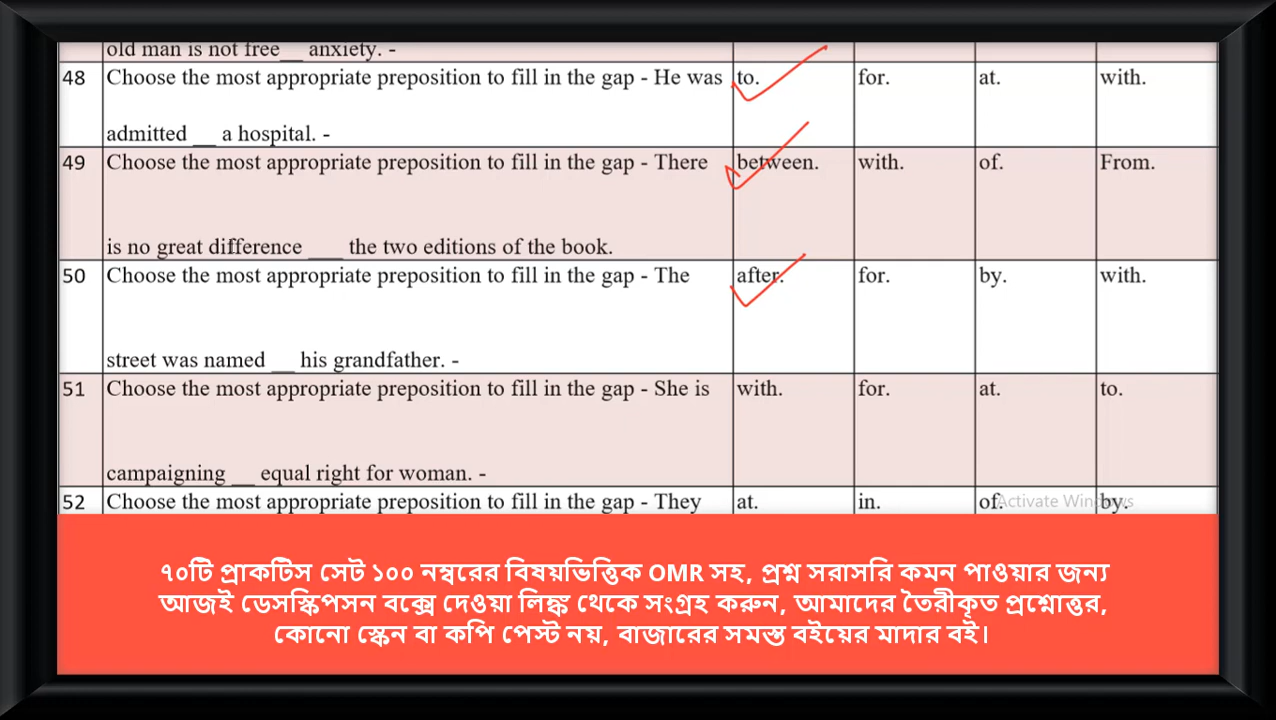 old man is not free__ anxiety. -
48 Choose the most appropriate preposition to fill in the gap - He was to. for. at. with.
admitted __ a hospital. -
49 Choose the most appropriate preposition to fill in the gap - There between. with. of. From.
is no great difference ___ the two editions of the book.
50 Choose the most appropriate preposition to fill in the gap - The after. for. by. with.
street was named __ his grandfather. -
51 Choose the most appropriate preposition to fill in the gap - She is with. for. at. to.
campaigning __ equal right for woman. -
52 Choose the most appropriate preposition to fill in the gap - They at. in. of. by.
Activate Windows
৭০টি প্রাকটিস সেট ১০০ নম্বরের বিষয়ভিত্তিক OMR সহ, প্রশ্ন সরাসরি কমন পাওয়ার জন্য
আজই ডেসস্ক্রিপসন বক্সে দেওয়া লিঙ্ক থেকে সংগ্রহ করুন, আমাদের তৈরীকৃত প্রশ্নোত্তর,
কোনো স্কেন বা কপি পেস্ট নয়, বাজারের সমস্ত বইয়ের মাদার বই।